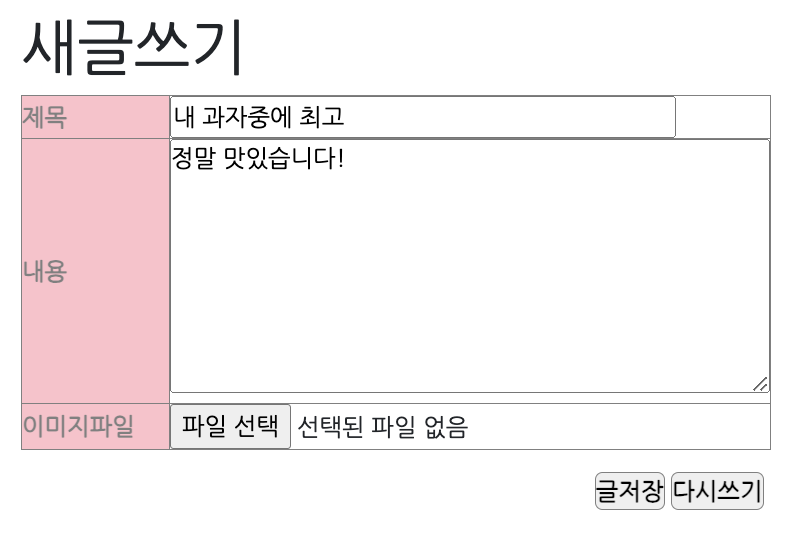 새글쓰기
제목 내 과자중에 최고
정말 맛있습니다!
내용
이미지파일 파일 선택 선택된 파일 없음
글저장 다시쓰기